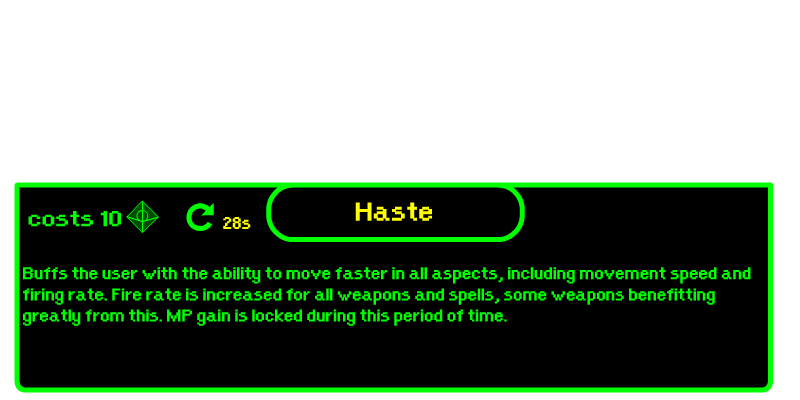 costs 10
28s
Haste
Buffs the user with the ability to move faster in all aspects, including movement speed and
firing rate. Fire rate is increased for all weapons and spells, some weapons benefitting
greatly from this. MP gain is locked during this period of time.